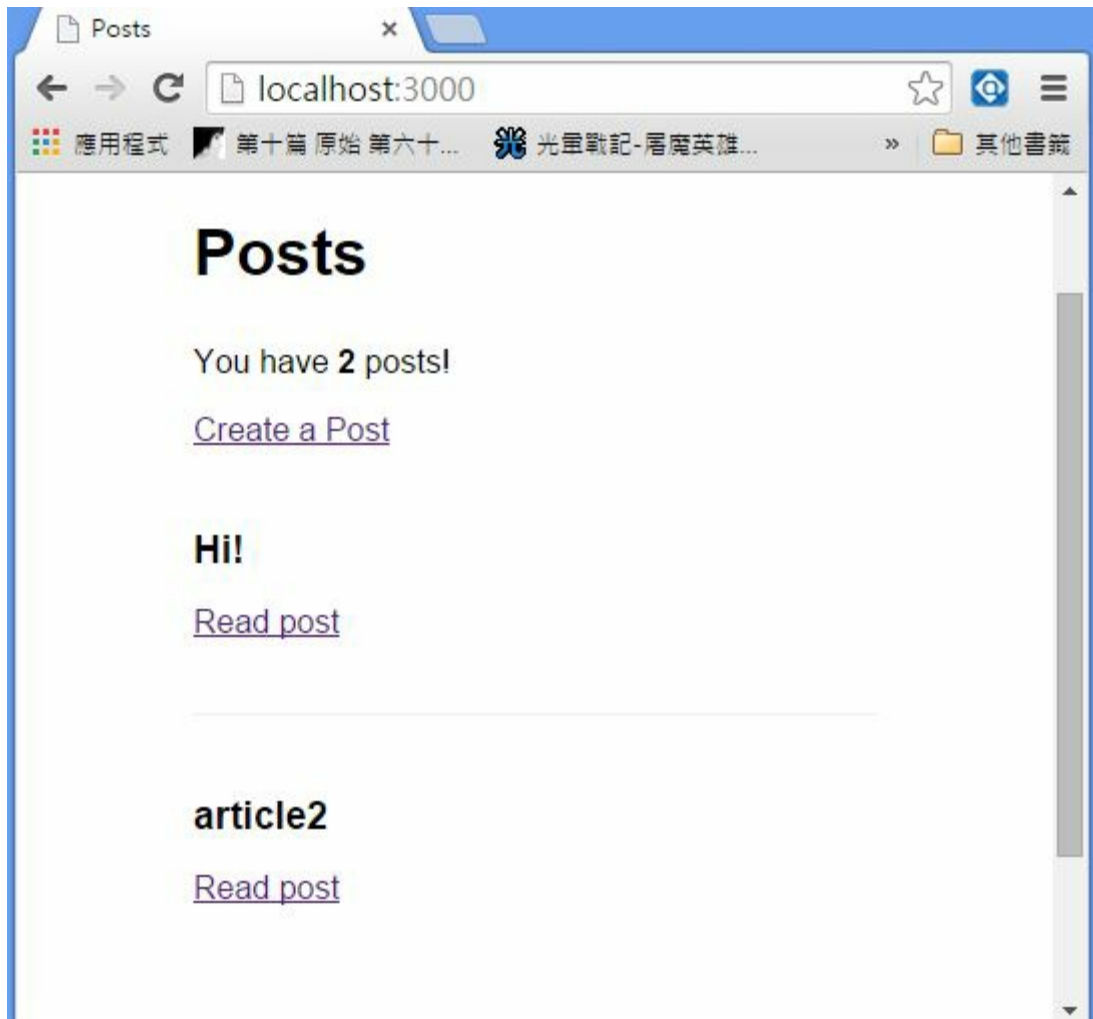 Posts
localhost:3000
應用程式 第十篇 原始 第六十... 光軍戰記-屠魔英雄... » 其他書籤
Posts
You have 2 posts!
Create a Post
Hi!
Read post
article2
Read post